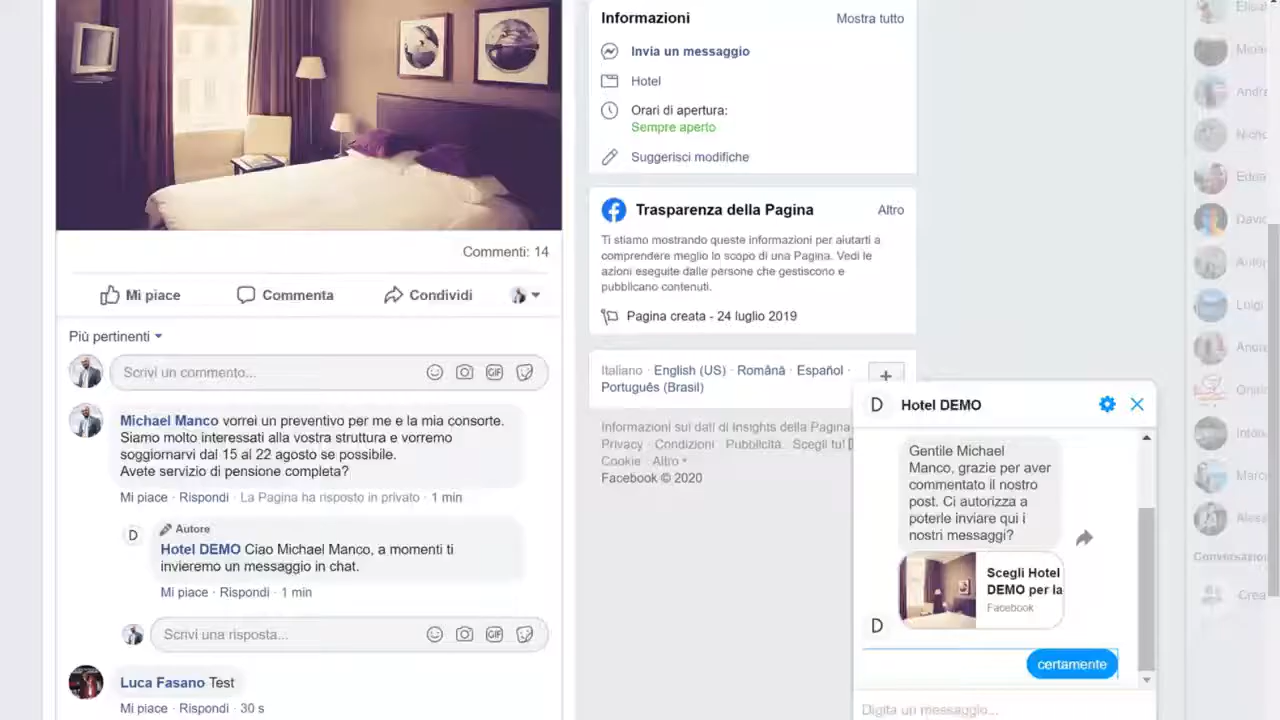 Commenti: 14
Mi piace
Commenta
Condividi
Più pertinenti
Scrivi un commento...
GIF
Michael Manco vorrei un preventivo per me e la mia consorte.
Siamo molto interessati alla vostra struttura e vorremo
soggiornarvi dal 15 al 22 agosto se possibile.
Avete servizio di pensione completa?
Mi piace · Rispondi · La Pagina ha risposto in privato · 1 min
D
Autore
Hotel DEMO Ciao Michael Manco, a momenti ti
invieremo un messaggio in chat.
Mi piace · Rispondi · 1 min
Scrivi una risposta...
GIF
Luca Fasano Test
Mi piace · Rispondi · 30 s
Informazioni
Mostra tutto
Invia un messaggio
Hotel
Orari di apertura:
Sempre aperto
Suggerisci modifiche
Trasparenza della Pagina
Altro
Ti stiamo mostrando queste informazioni per aiutarti a
comprendere meglio lo scopo di una Pagina. Vedi le
azioni eseguite dalle persone che gestiscono e
pubblicano contenuti.
Pagina creata - 24 luglio 2019
Italiano · English (US) · Română · Español ·
Português (Brasil)
+
Informazioni sui dati di Insights della Pagina
Privacy · Condizioni · Pubblicità · Scegli tu!
Cookie · Altro
Facebook © 2020
D
Hotel DEMO
Gentile Michael
Manco, grazie per aver
commentato il nostro
post. Ci autorizza a
poterle inviare qui i
nostri messaggi?
Scegli Hotel
DEMO per la
Facebook
D
certamente
Digita un messaggio...
Andre
David
Luigi
Marco
Crea